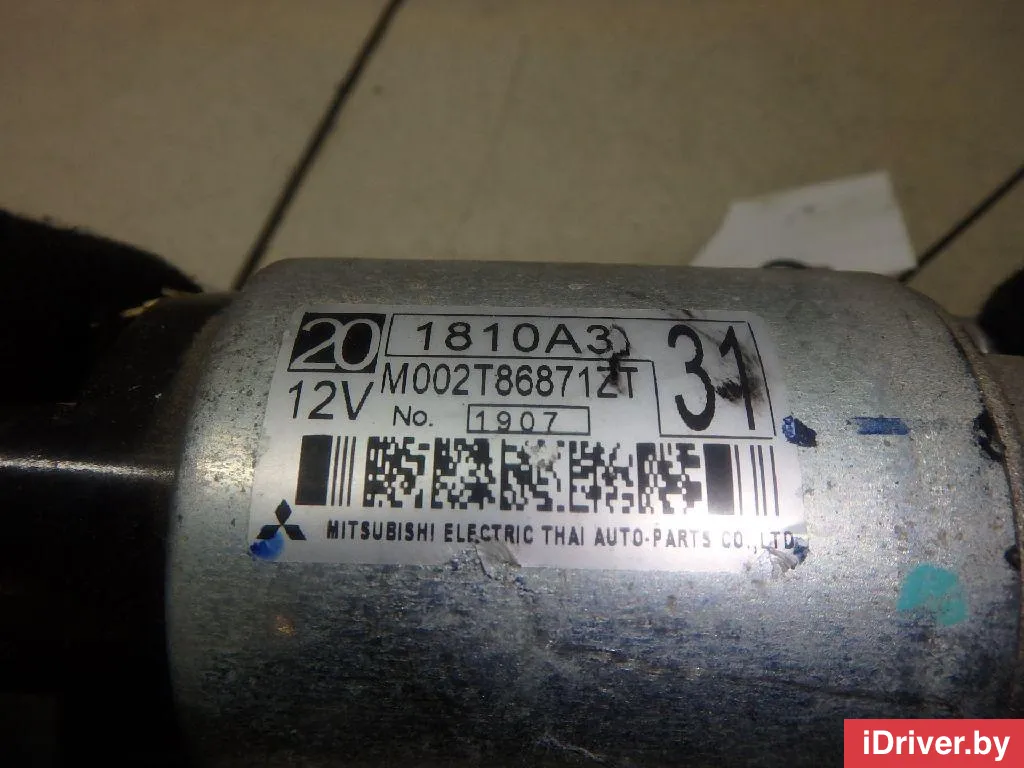 20 1810A3 31
12V M002T86871ZT
No. 1907
MITSUBISHI ELECTRIC THAI AUTO-PARTS CO.,LTD.
iDriver.by